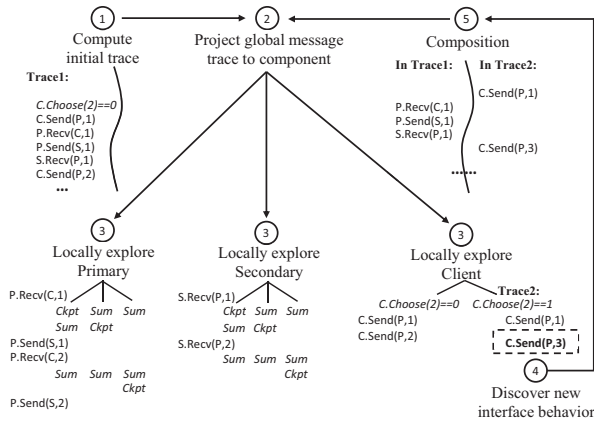 1
Compute
initial trace
Trace1:
C.Choose(2)==0
C.Send(P,1)
P.Recv(C,1)
P.Send(S,1)
S.Recv(P,1)
C.Send(P,2)
...
2
Project global message
trace to component
5
Composition
In Trace1: In Trace2:
C.Send(P,1)
P.Recv(C,1)
P.Send(S,1)
S.Recv(P,1)
C.Send(P,3)
......
3
Locally explore
Primary
P.Recv(C,1)
Ckpt Sum Sum
Sum Ckpt
P.Send(S,1)
P.Recv(C,2)
Sum Sum Sum
Ckpt
P.Send(S,2)
3
Locally explore
Secondary
S.Recv(P,1)
Ckpt Sum Sum
Sum Ckpt
S.Recv(P,2)
Sum Sum Sum
Ckpt
3
Locally explore
Client
Trace2:
C.Choose(2)==0 C.Choose(2)==1
C.Send(P,1) C.Send(P,1)
C.Send(P,2) C.Send(P,3)
4
Discover new
interface behavior